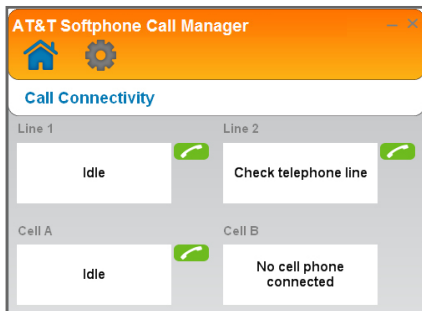 AT&T Softphone Call Manager
Call Connectivity
Line 1
Line 2
Idle
Check telephone line
Cell A
Cell B
Idle
No cell phone
connected